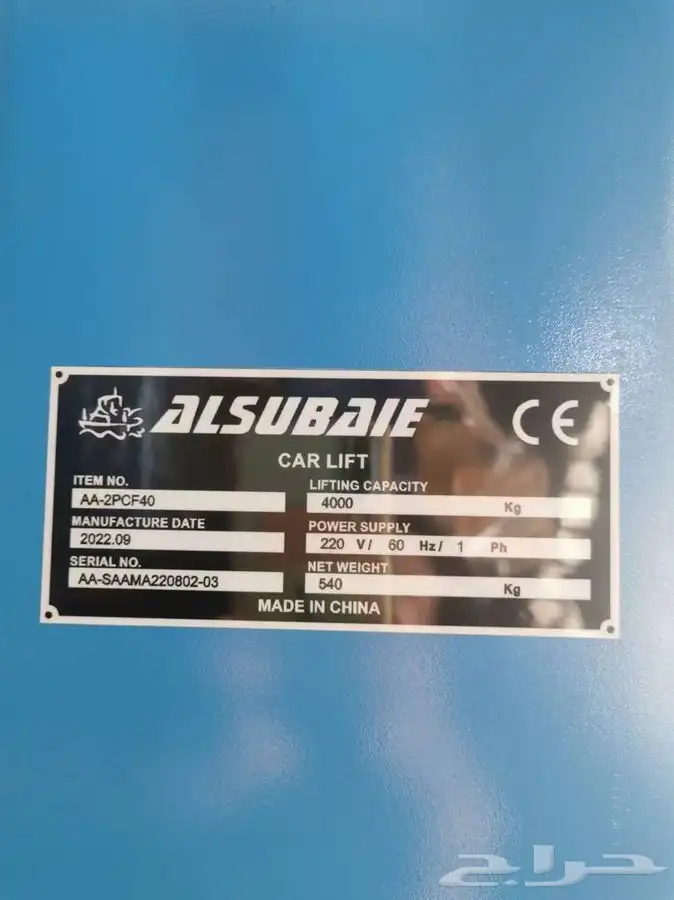 ALSUBAIE
CE
CAR LIFT
ITEM NO.
AA-2PCF40
LIFTING CAPACITY
4000 Kg
MANUFACTURE DATE
2022.09
POWER SUPPLY
220 V/ 60 Hz/ 1 Ph
SERIAL NO.
AA-SAAMA220802-03
NET WEIGHT
540 Kg
MADE IN CHINA
حراج